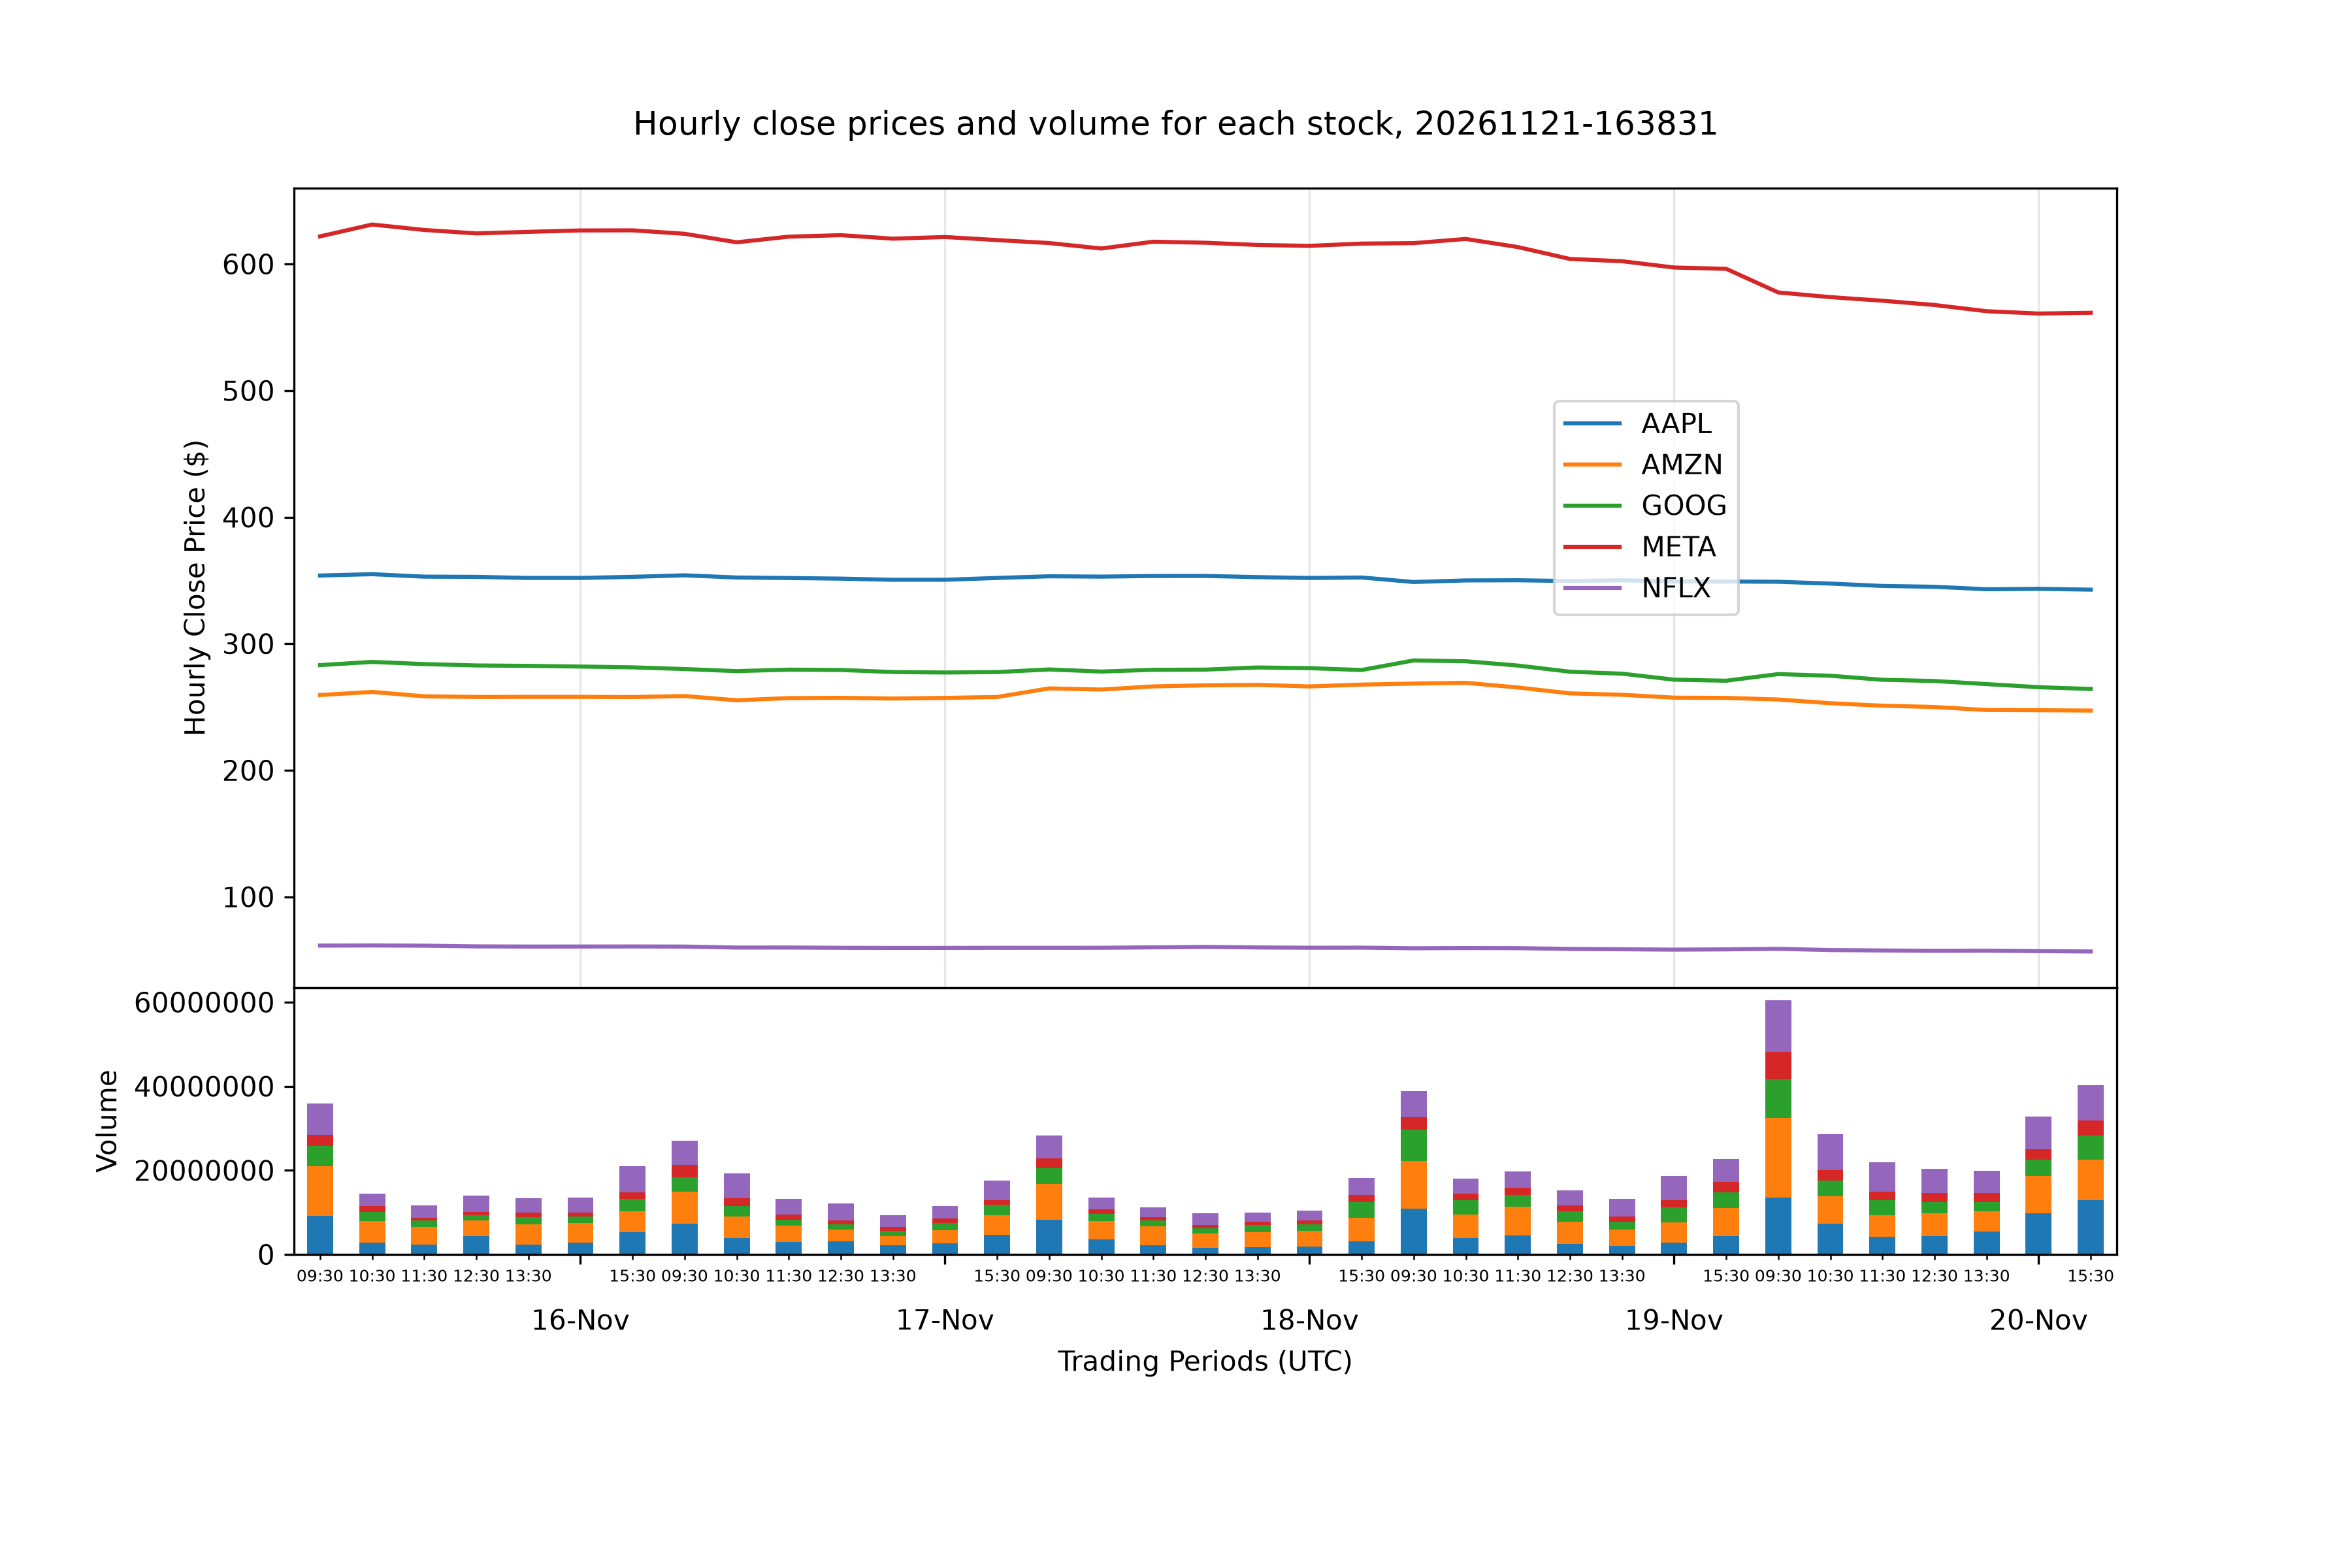 Hourly close prices and volume for each stock, 20261121-163831
600
500
400
300
200
100
Hourly Close Price ($)
AAPL
AMZN
GOOG
META
NFLX
60000000
40000000
20000000
0
Volume
09:30 10:30 11:30 12:30 13:30 15:30 09:30 10:30 11:30 12:30 13:30 15:30 09:30 10:30 11:30 12:30 13:30 15:30 09:30 10:30 11:30 12:30 13:30 15:30 09:30 10:30 11:30 12:30 13:30 15:30
16-Nov 17-Nov 18-Nov 19-Nov 20-Nov
Trading Periods (UTC)